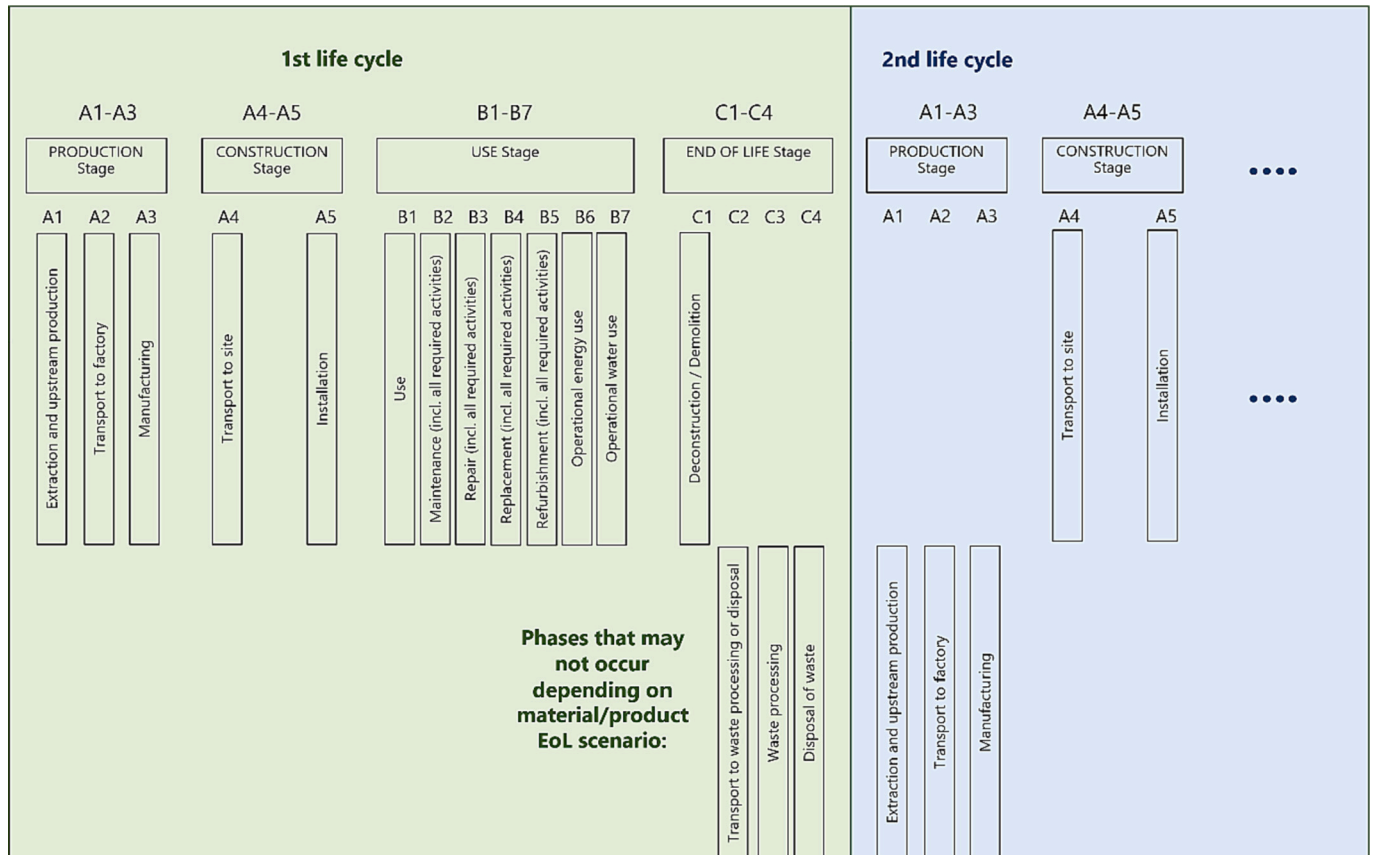 1st life cycle
2nd life cycle
A1-A3
A4-A5
B1-B7
C1-C4
A1-A3
A4-A5
PRODUCTION
Stage
CONSTRUCTION
Stage
USE Stage
END OF LIFE Stage
PRODUCTION
Stage
CONSTRUCTION
Stage
••••
A1
A2
A3
A4
A5
B1
B2
B3
B4
B5
B6
B7
C1
C2
C3
C4
A1
A2
A3
A4
A5
Extraction and upstream production
Transport to factory
Manufacturing
Transport to site
Installation
Use
Maintenance (incl. all required activities)
Repair (incl. all required activities)
Replacement (incl. all required activities)
Refurbishment (incl. all required activities)
Operational energy use
Operational water use
Deconstruction / Demolition
Transport to site
Installation
••••
Phases that may
not occur
depending on
material/product
EoL scenario:
Transport to waste processing or disposal
Waste processing
Disposal of waste
Extraction and upstream production
Transport to factory
Manufacturing